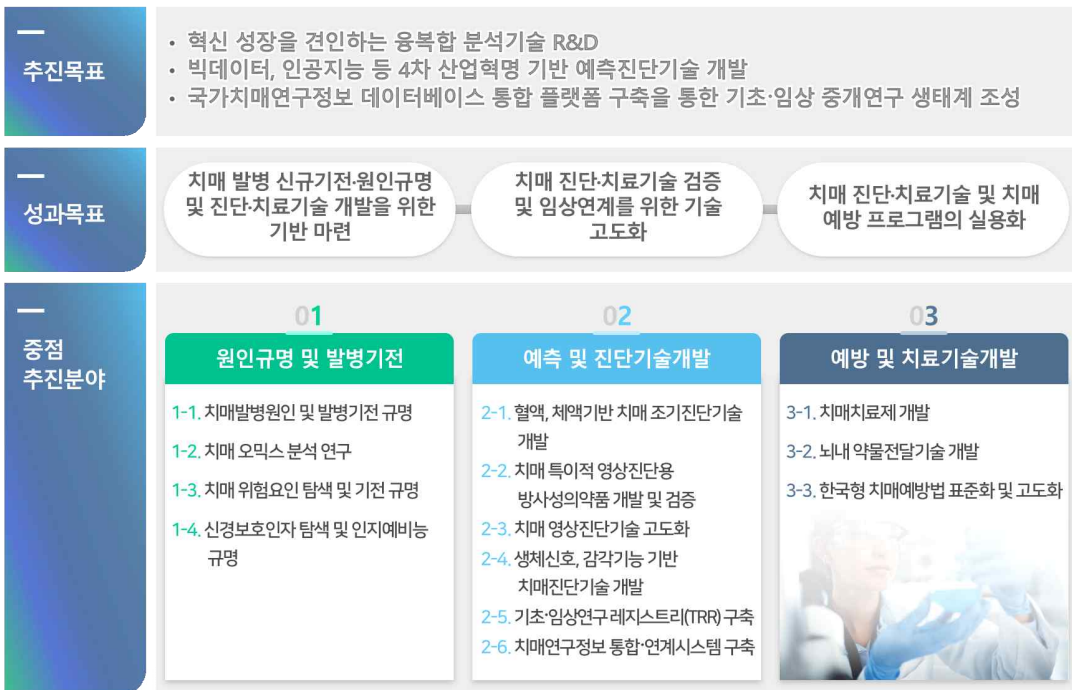 추진목표
• 혁신 성장을 견인하는 융복합 분석기술 R&D
• 빅데이터, 인공지능 등 4차 산업혁명 기반 예측진단기술 개발
• 국가치매연구정보 데이터베이스 통합 플랫폼 구축을 통한 기초·임상 중개연구 생태계 조성
성과목표
치매 발병 신규기전·원인규명
및 진단·치료기술 개발을 위한
기반 마련
치매 진단·치료기술 검증
및 임상연계를 위한 기술
고도화
치매 진단·치료기술 및 치매
예방 프로그램의 실용화
중점
추진분야
01
원인규명 및 발병기전
1-1. 치매발병원인 및 발병기전 규명
1-2. 치매 오믹스 분석 연구
1-3. 치매 위험요인 탐색 및 기전 규명
1-4. 신경보호인자 탐색 및 인지예비능
규명
02
예측 및 진단기술개발
2-1. 혈액, 체액기반 치매 조기진단기술
개발
2-2. 치매 특이적 영상진단용
방사성의약품 개발 및 검증
2-3. 치매 영상진단기술 고도화
2-4. 생체신호, 감각기능 기반
치매진단기술 개발
2-5. 기초·임상연구 레지스트리(TRR) 구축
2-6. 치매연구정보 통합·연계시스템 구축
03
예방 및 치료기술개발
3-1. 치매치료제 개발
3-2. 뇌내 약물전달기술 개발
3-3. 한국형 치매예방법 표준화 및 고도화